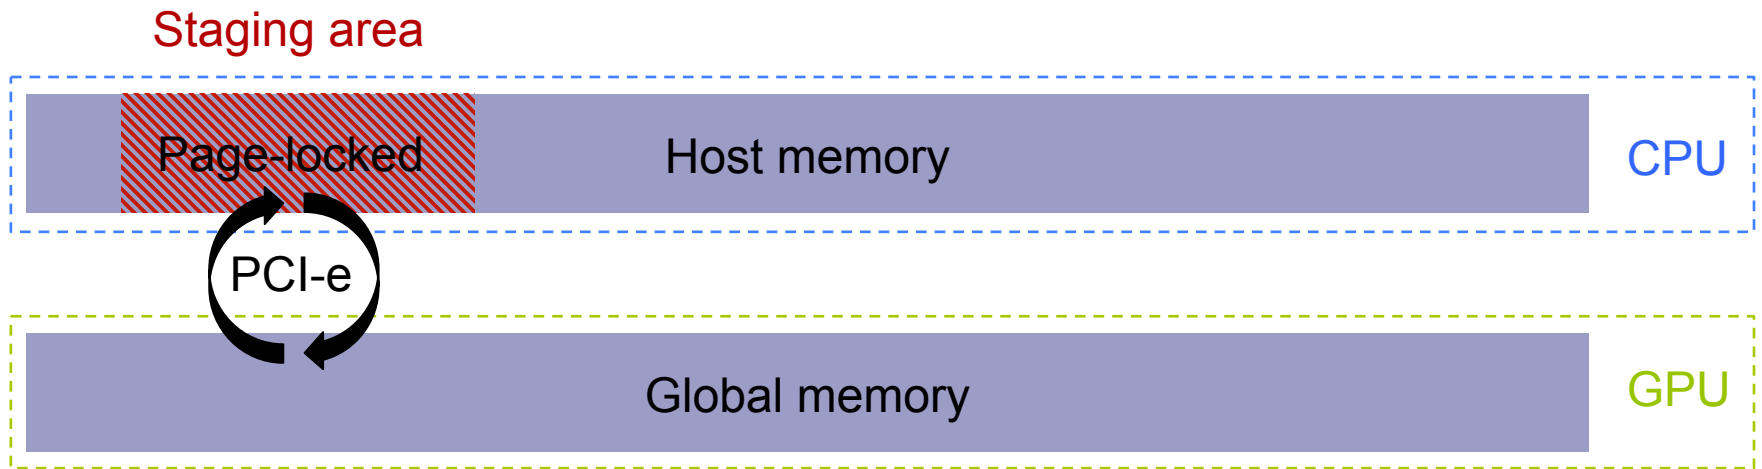 Staging area
Page-locked
Host memory
CPU
PCI-e
Global memory
GPU